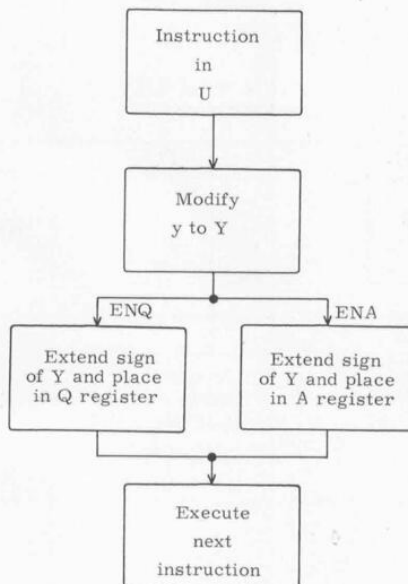 Instruction
in
U
Modify
y to Y
ENQ
ENA
Extend sign
of Y and place
in Q register
Extend sign
of Y and place
in A register
Execute
next
instruction